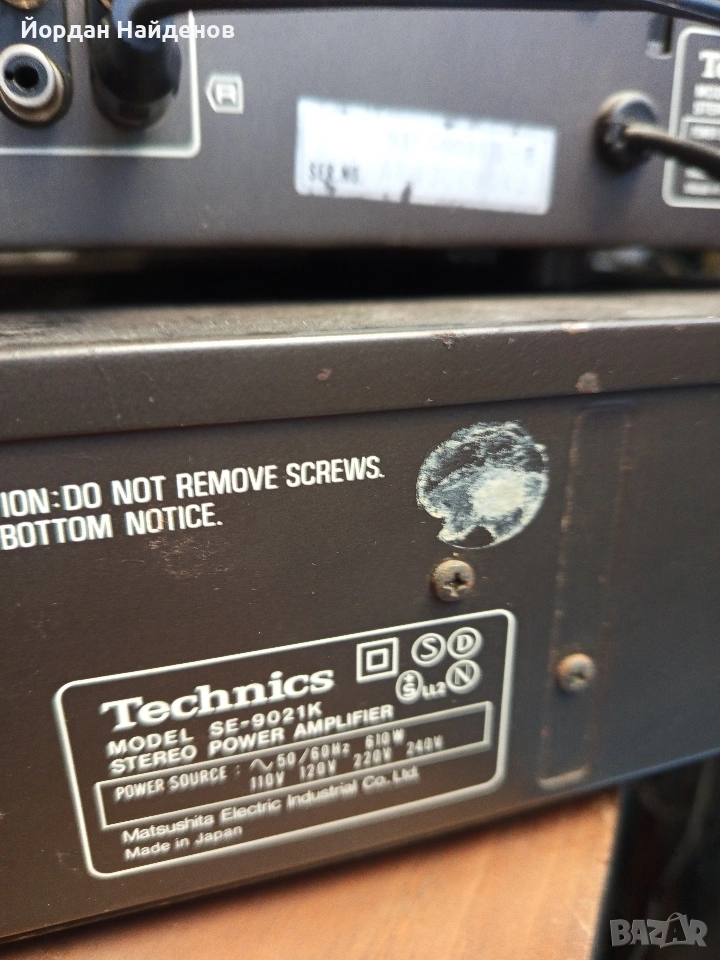 Йордан Найденов
R
SER.NO.
ION: DO NOT REMOVE SCREWS.
BOTTOM NOTICE.
Technics
S D
S N
MODEL SE-9021K
STEREO POWER AMPLIFIER
POWER SOURCE : ~50/60Hz 610W
110V 120V 220V 240V
Matsushita Electric Industrial Co., Ltd.
Made in Japan
BAZAR